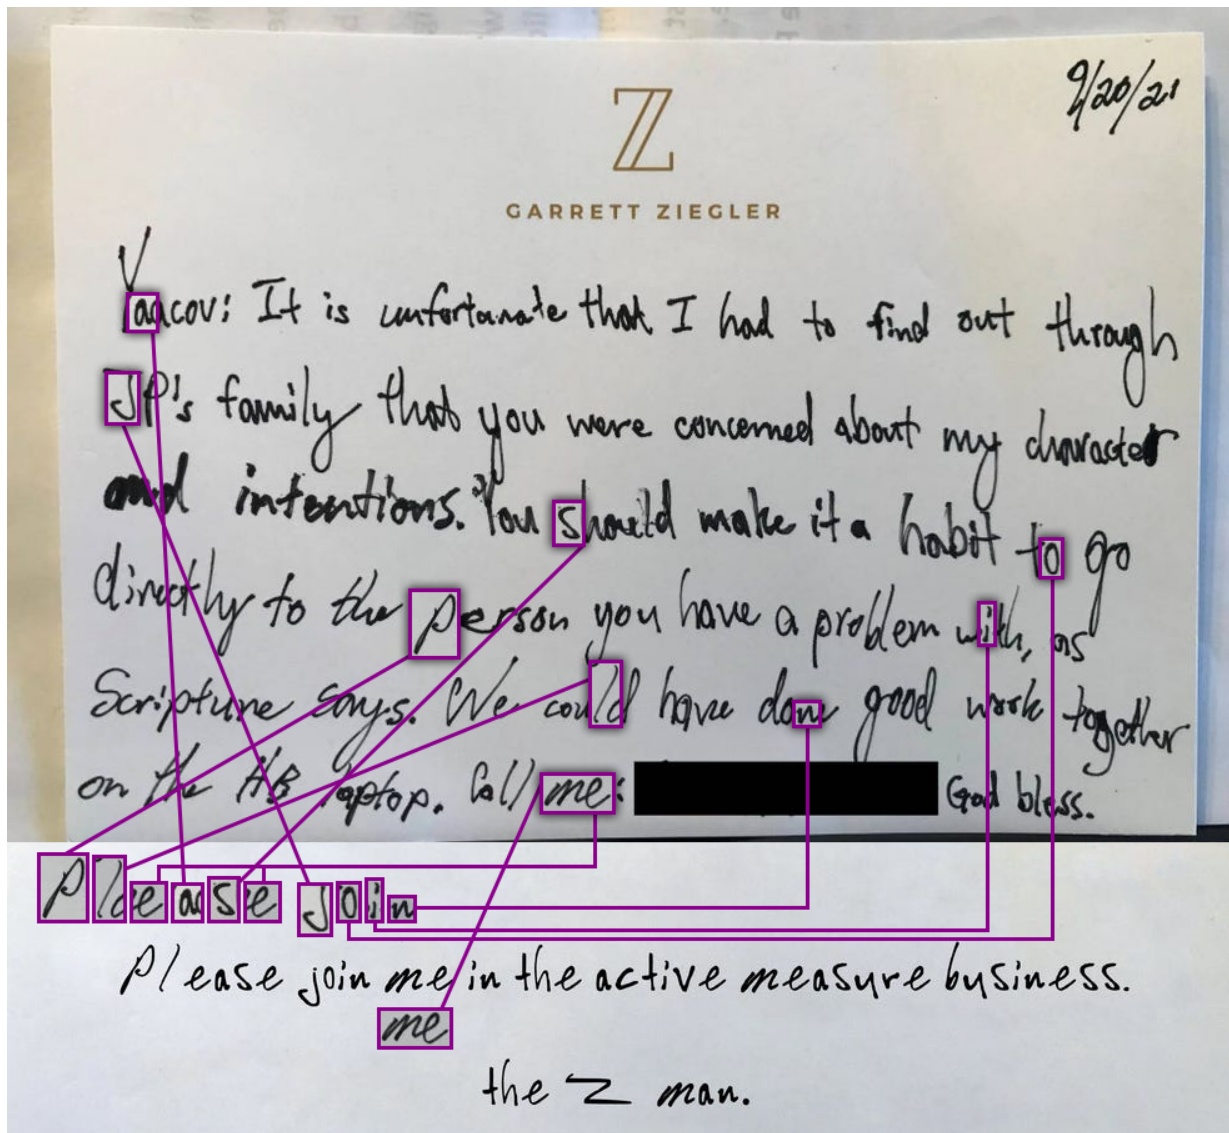 9/20/21
Z
GARRETT ZIEGLER
Yaacov: It is unfortunate that I had to find out through
JP's family that you were concerned about my character
and intentions. You should make it a habit to go
directly to the person you have a problem with, as
Scripture says. We could have done good work together
on the H.B laptop. Call me: God bless.
Please join
Please join me in the active measure business.
me
the Z man.